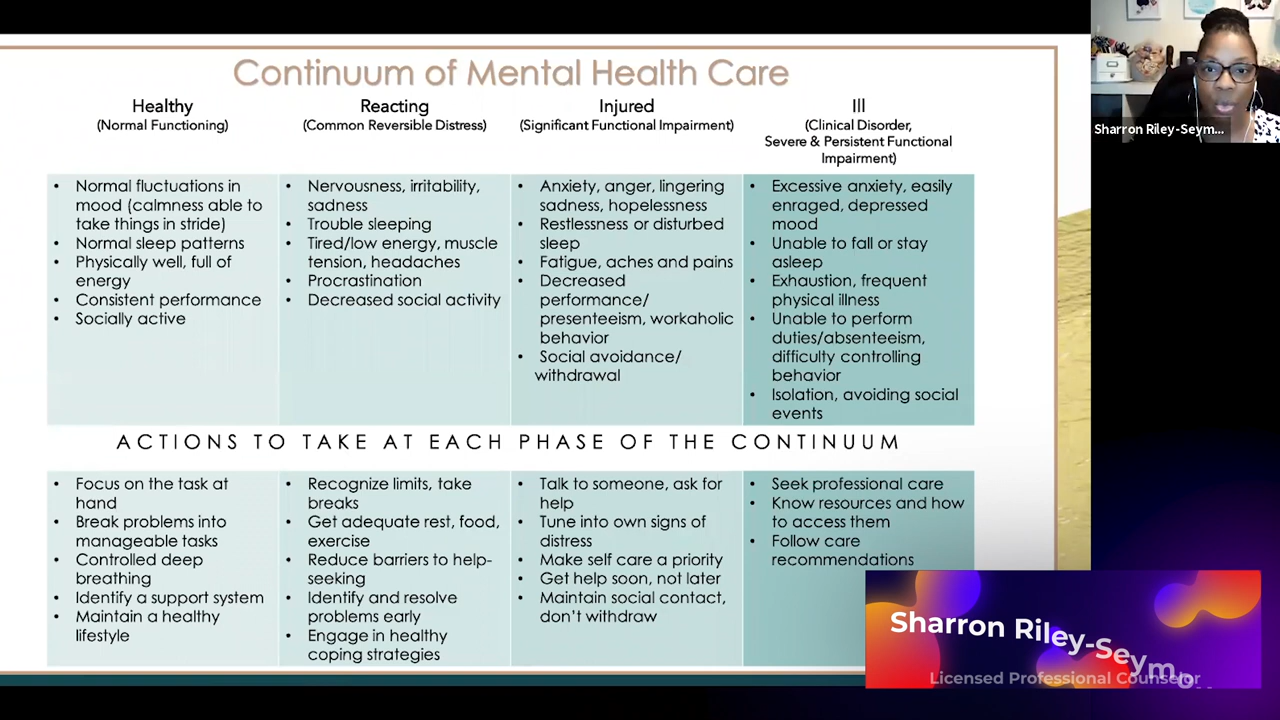 Continuum of Mental Health Care
Healthy
(Normal Functioning)
Reacting
(Common Reversible Distress)
Injured
(Significant Functional Impairment)
Ill
(Clinical Disorder,
Severe & Persistent Functional
Impairment)
• Normal fluctuations in
mood (calmness able to
take things in stride)
• Normal sleep patterns
• Physically well, full of
energy
• Consistent performance
• Socially active
• Nervousness, irritability,
sadness
• Trouble sleeping
• Tired/low energy, muscle
tension, headaches
• Procrastination
• Decreased social activity
• Anxiety, anger, lingering
sadness, hopelessness
• Restlessness or disturbed
sleep
• Fatigue, aches and pains
• Decreased
performance/
presenteeism, workaholic
behavior
• Social avoidance/
withdrawal
• Excessive anxiety, easily
enraged, depressed
mood
• Unable to fall or stay
asleep
• Exhaustion, frequent
physical illness
• Unable to perform
duties/absenteeism,
difficulty controlling
behavior
• Isolation, avoiding social
events
ACTIONS TO TAKE AT EACH PHASE OF THE CONTINUUM
• Focus on the task at
hand
• Break problems into
manageable tasks
• Controlled deep
breathing
• Identify a support system
• Maintain a healthy
lifestyle
• Recognize limits, take
breaks
• Get adequate rest, food,
exercise
• Reduce barriers to help-
seeking
• Identify and resolve
problems early
• Engage in healthy
coping strategies
• Talk to someone, ask for
help
• Tune into own signs of
distress
• Make self care a priority
• Get help soon, not later
• Maintain social contact,
don't withdraw
• Seek professional care
• Know resources and how
to access them
• Follow care
recommendations
Sharron Riley-Seym...
Sharron Riley-Seymou
Licensed Professional Counselor